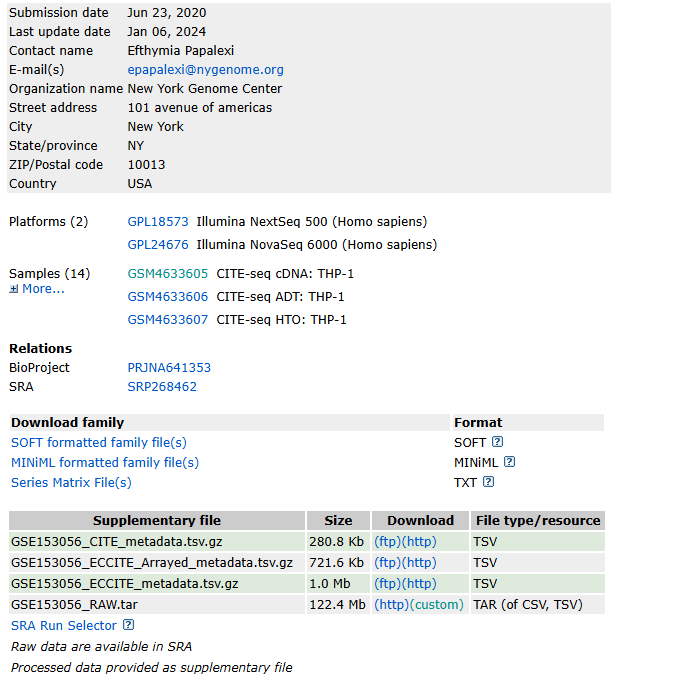 Submission date Jun 23, 2020
Last update date Jan 06, 2024
Contact name Efthymia Papalexi
E-mail(s) epapalexi@nygenome.org
Organization name New York Genome Center
Street address 101 avenue of americas
City New York
State/province NY
ZIP/Postal code 10013
Country USA
Platforms (2) GPL18573 Illumina NextSeq 500 (Homo sapiens)
GPL24676 Illumina NovaSeq 6000 (Homo sapiens)
Samples (14) GSM4633605 CITE-seq cDNA: THP-1
More... GSM4633606 CITE-seq ADT: THP-1
GSM4633607 CITE-seq HTO: THP-1
Relations
BioProject PRJNA641353
SRA SRP268462
Download family Format
SOFT formatted family file(s) SOFT ?
MINiML formatted family file(s) MINiML ?
Series Matrix File(s) TXT ?
Supplementary file Size Download File type/resource
GSE153056_CITE_metadata.tsv.gz 280.8 Kb (ftp)(http) TSV
GSE153056_ECCITE_Arrayed_metadata.tsv.gz 721.6 Kb (ftp)(http) TSV
GSE153056_ECCITE_metadata.tsv.gz 1.0 Mb (ftp)(http) TSV
GSE153056_RAW.tar 122.4 Mb (http)(custom) TAR (of CSV, TSV)
SRA Run Selector ?
Raw data are available in SRA
Processed data provided as supplementary file